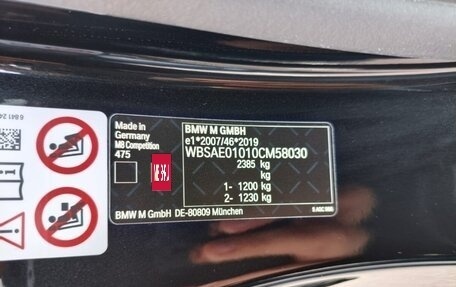 Made in
Germany
M8 Competition
475
BMW M GMBH
e1*2007/46*2019
WBSAE01010CM58030
2385 kg
kg
1- 1200 kg
2- 1230 kg
BMW M GmbH DE-80809 München